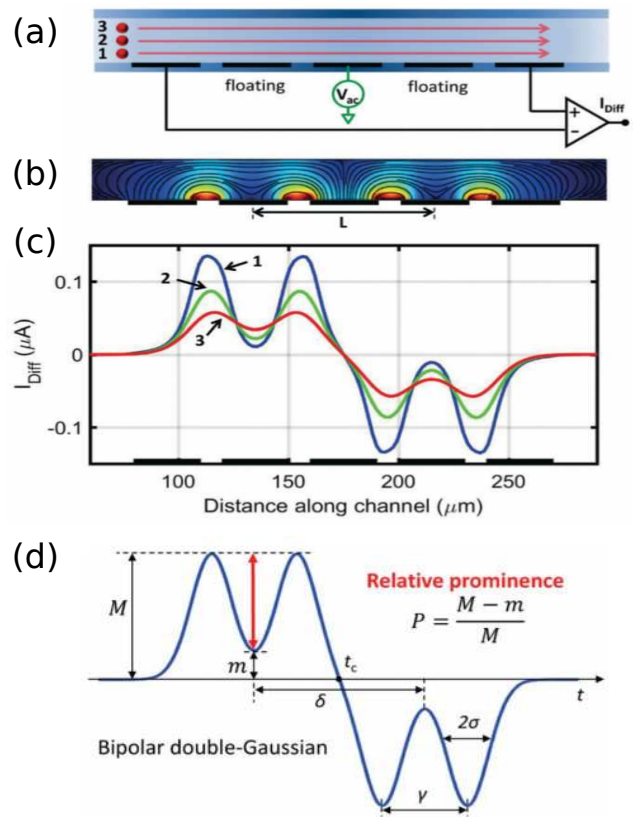 (a)
3
2
1
floating
V_ac
floating
I_Diff
+
−
(b)
L
(c)
0.1
0
-0.1
I_Diff (μA)
1
2
3
100
150
200
250
Distance along channel (μm)
(d)
M
m
Relative prominence
P = (M − m) / M
t_c
t
δ
2σ
Bipolar double-Gaussian
γ